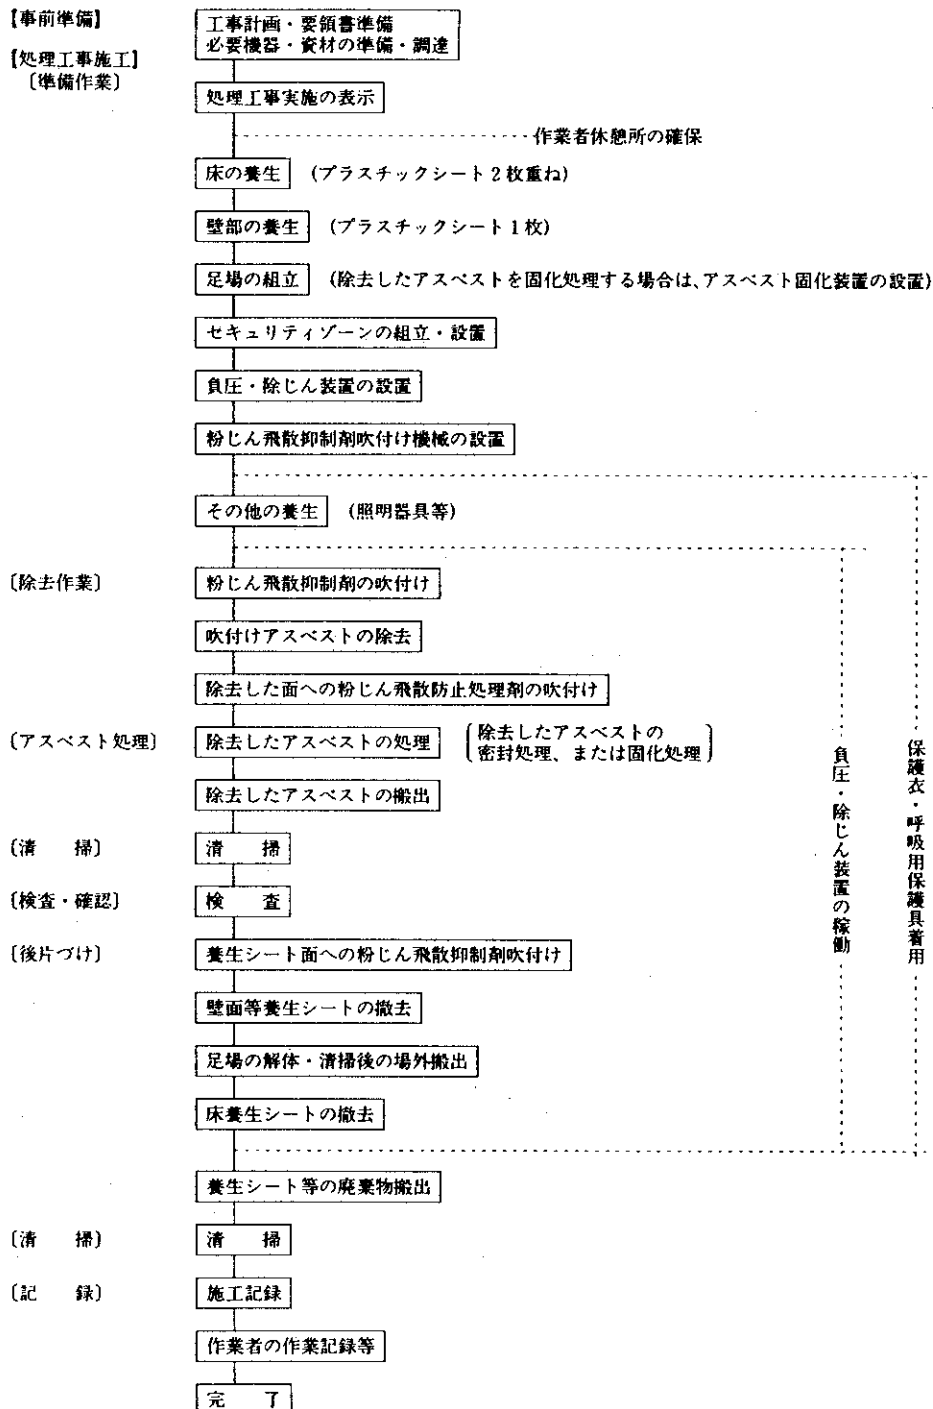 【事前準備】
工事計画・要領書準備
必要機器・資材の準備・調達
【処理工事施工】
〔準備作業〕
処理工事実施の表示
作業者休憩所の確保
床の養生 (プラスチックシート2枚重ね)
壁部の養生 (プラスチックシート1枚)
足場の組立 (除去したアスベストを固化処理する場合は、アスベスト固化装置の設置)
セキュリティゾーンの組立・設置
負圧・除じん装置の設置
粉じん飛散抑制剤吹付け機械の設置
その他の養生 (照明器具等)
〔除去作業〕 粉じん飛散抑制剤の吹付け
吹付けアスベストの除去
除去した面への粉じん飛散防止処理剤の吹付け
〔アスベスト処理〕 除去したアスベストの処理
除去したアスベストの
密封処理、または固化処理
除去したアスベストの搬出
〔清 掃〕 清 掃
〔検査・確認〕 検 査
〔後片づけ〕 養生シート面への粉じん飛散抑制剤吹付け
壁面等養生シートの撤去
足場の解体・清掃後の場外搬出
床養生シートの撤去
負圧・除じん装置の稼働
保護衣・呼吸用保護具着用
養生シート等の廃棄物搬出
〔清 掃〕 清 掃
〔記 録〕 施工記録
作業者の作業記録等
完 了